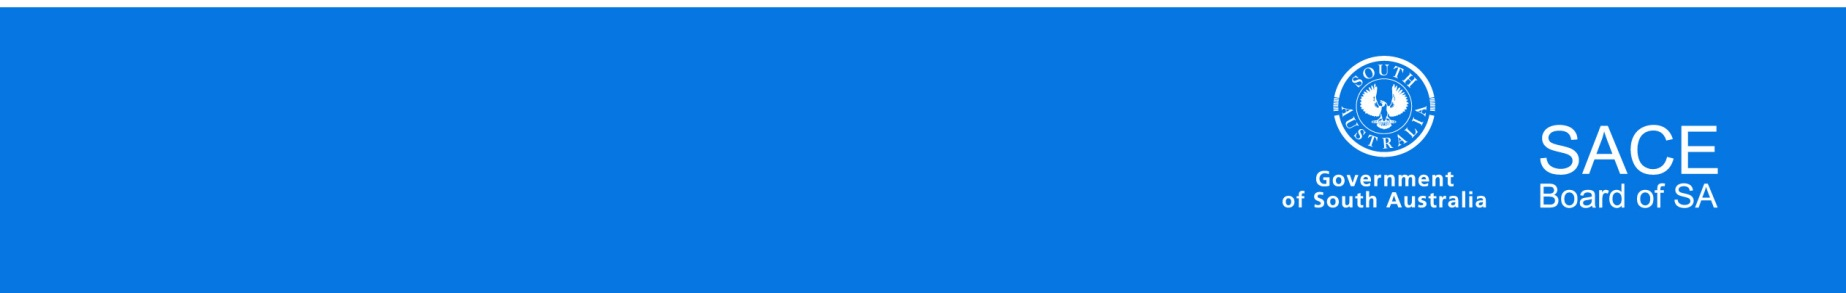 SOUTH
AUSTRALIA
Government
of South Australia
SACE
Board of SA